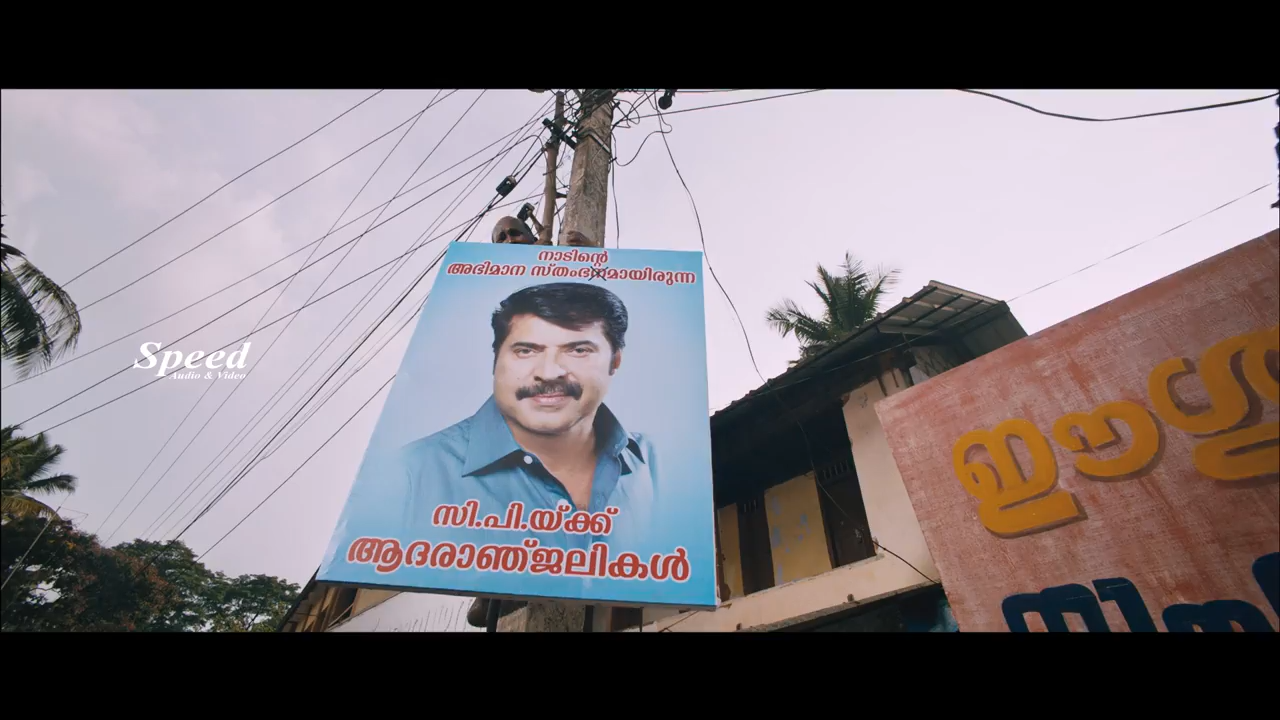 നാടിന്റെ
അഭിമാന സ്തംഭമായിരുന്ന
Speed
Audio & Video
സി.പി.യ്ക്ക്
ആദരാഞ്ജലികൾ